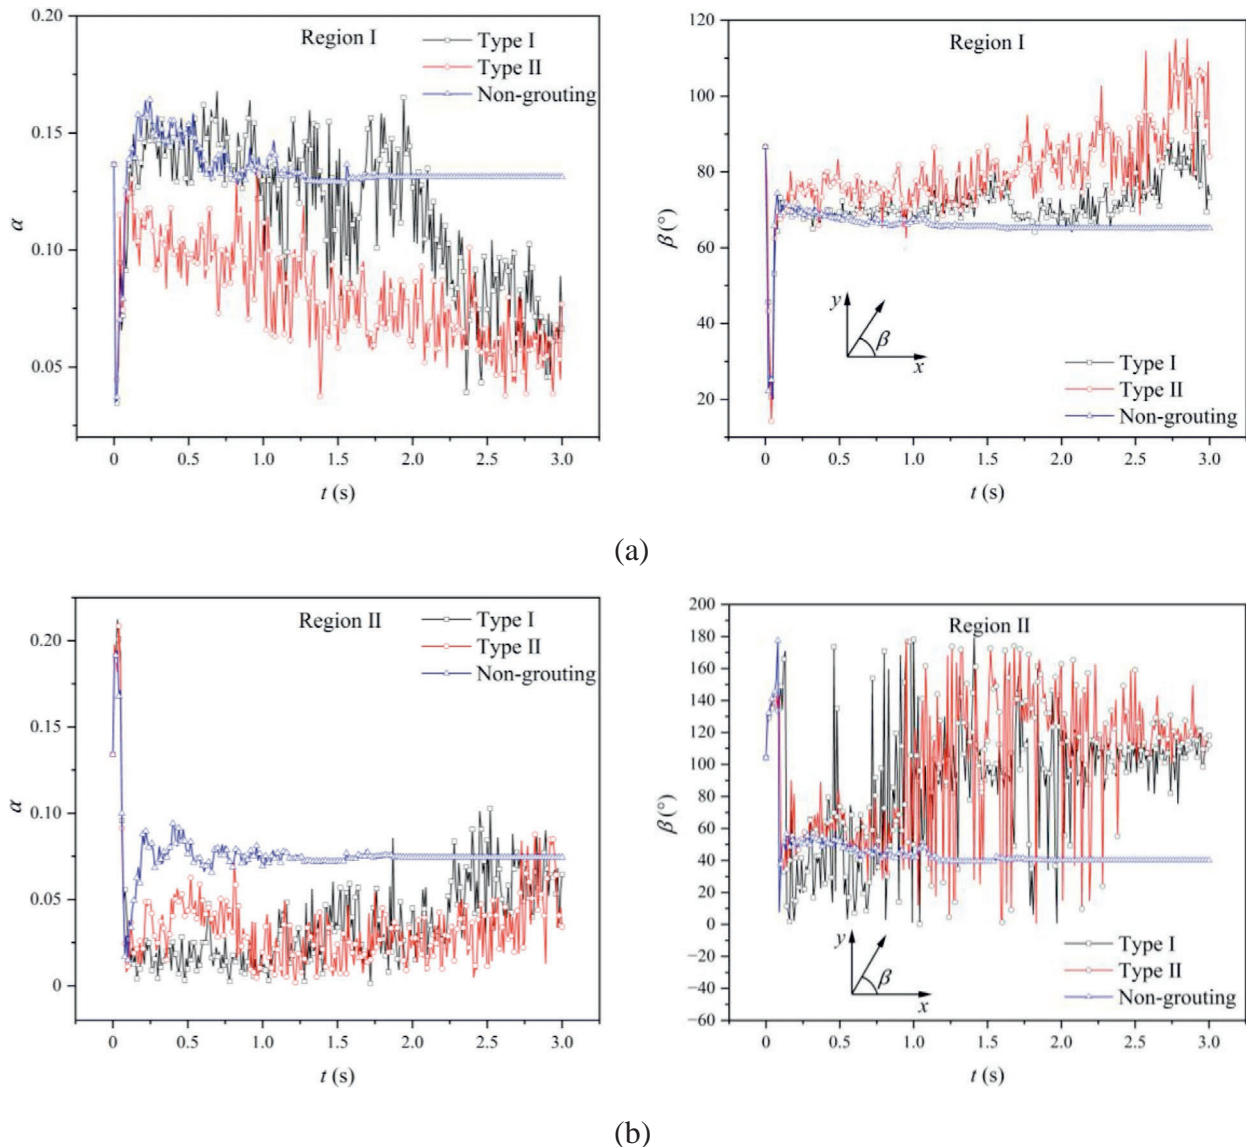 0.20
0.15
0.10
0.05
α
Region I
Type I
Type II
Non-grouting
0 0.5 1.0 1.5 2.0 2.5 3.0
t (s)
120
100
80
60
40
20
β (°)
Region I
y
β
x
Type I
Type II
Non-grouting
0 0.5 1.0 1.5 2.0 2.5 3.0
t (s)
(a)
0.20
0.15
0.10
0.05
0
α
Region II
Type I
Type II
Non-grouting
0 0.5 1.0 1.5 2.0 2.5 3.0
t (s)
200
180
160
140
120
100
80
60
40
20
0
−20
−40
−60
β (°)
Region II
y
β
x
Type I
Type II
Non-grouting
0 0.5 1.0 1.5 2.0 2.5 3.0
t (s)
(b)